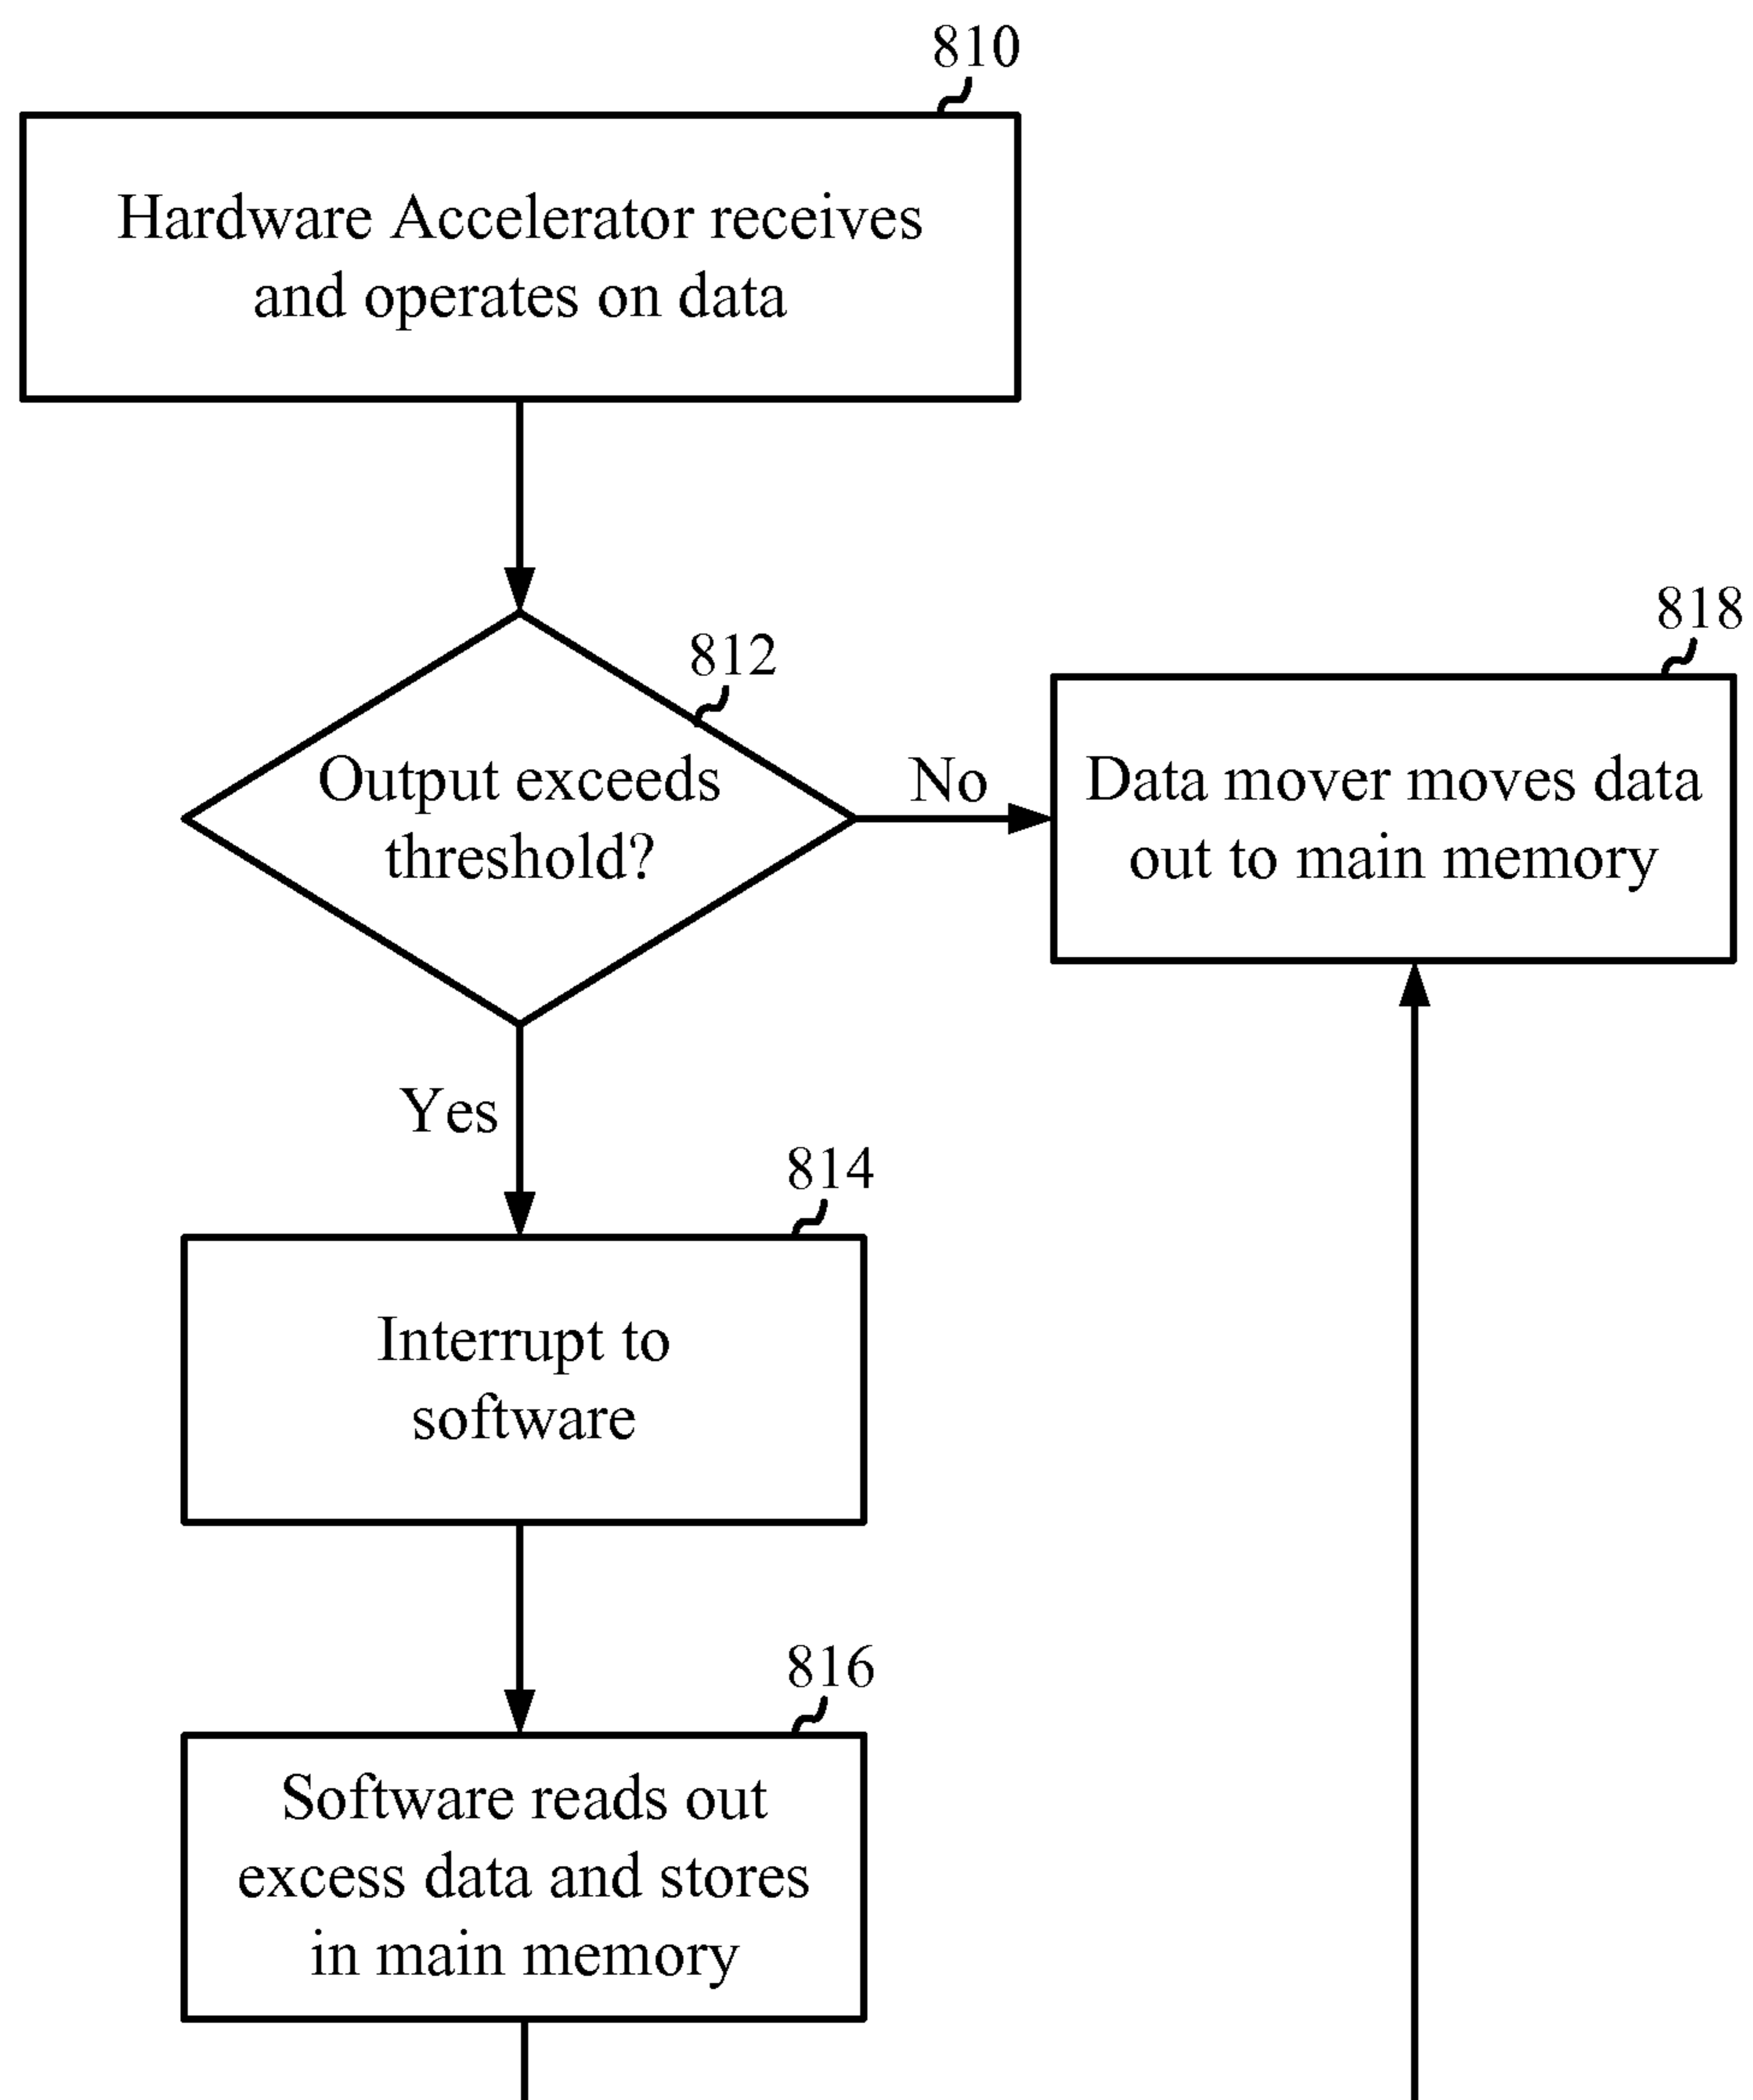 810
Hardware Accelerator receives
and operates on data
812
Output exceeds
threshold?
No
818
Data mover moves data
out to main memory
Yes
814
Interrupt to
software
816
Software reads out
excess data and stores
in main memory